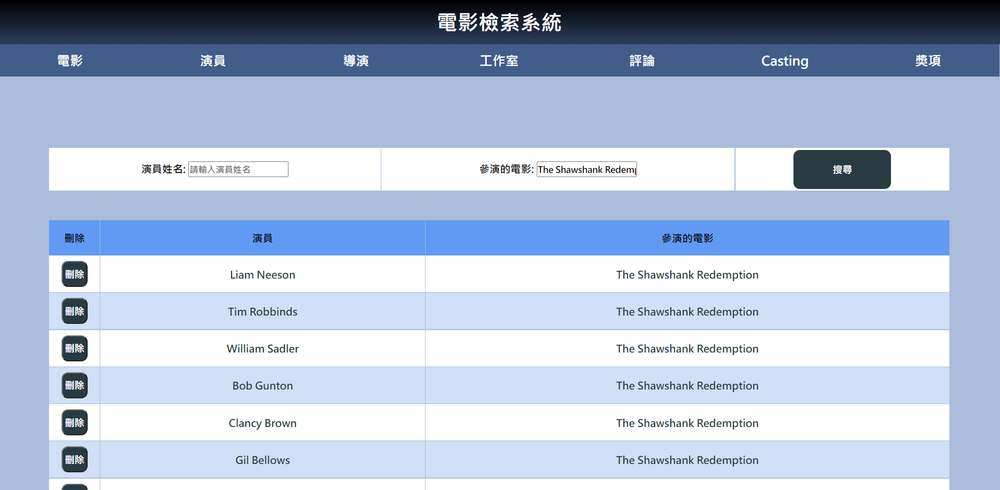 電影檢索系統
電影 演員 導演 工作室 評論 Casting 獎項
演員姓名: 請輸入演員姓名 參演的電影: The Shawshank Redemp 搜尋
刪除 演員 參演的電影
刪除 Liam Neeson The Shawshank Redemption
刪除 Tim Robbinds The Shawshank Redemption
刪除 William Sadler The Shawshank Redemption
刪除 Bob Gunton The Shawshank Redemption
刪除 Clancy Brown The Shawshank Redemption
刪除 Gil Bellows The Shawshank Redemption